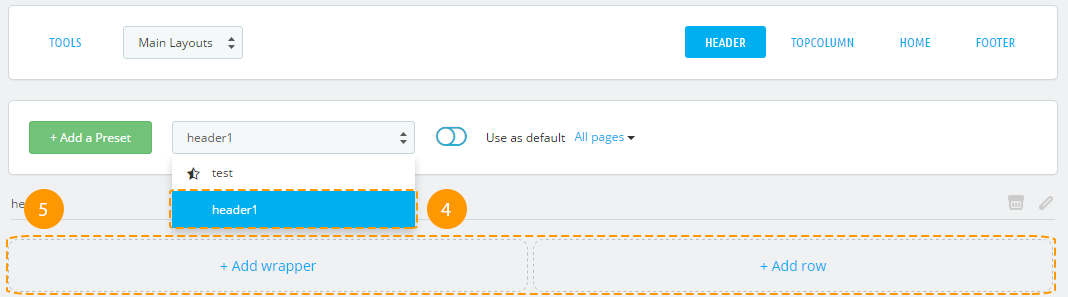 TOOLS Main Layouts HEADER TOPCOLUMN HOME FOOTER
+ Add a Preset header1 Use as default All pages
test
header1
he 5 4
+ Add wrapper + Add row